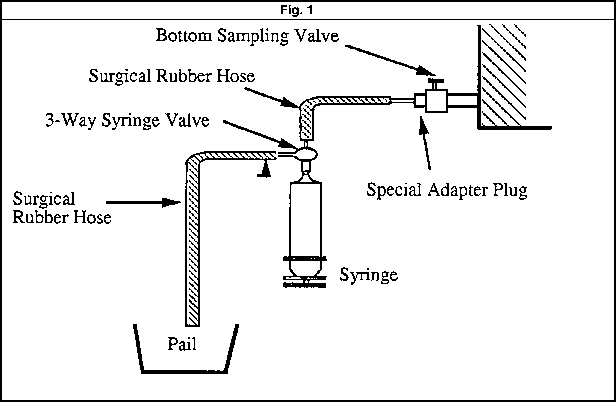 Fig. 1
Bottom Sampling Valve
Surgical Rubber Hose
3-Way Syringe Valve
Special Adapter Plug
Surgical
Rubber Hose
Syringe
Pail